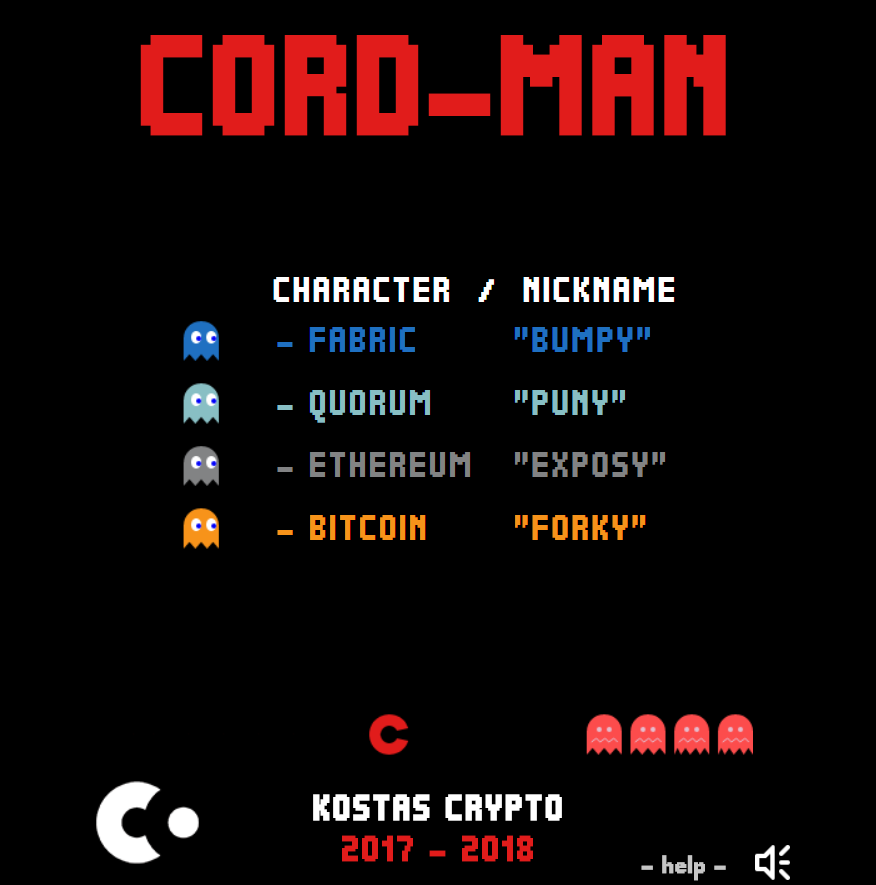 CORD-MAN
CHARACTER / NICKNAME
- FABRIC "BUMPY"
- QUORUM "PUNY"
- ETHEREUM "EXPOSY"
- BITCOIN "FORKY"
KOSTAS CRYPTO
2017 - 2018
- help -